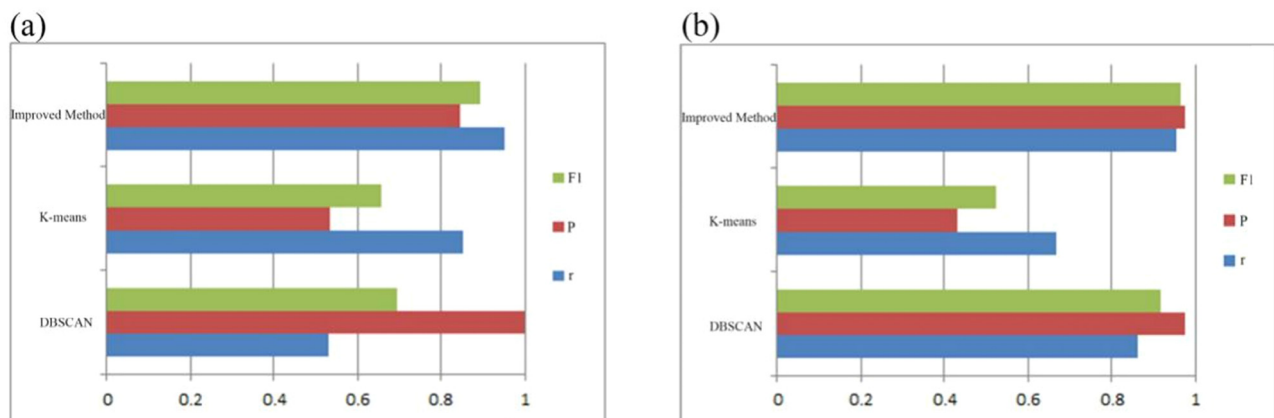 (a)
Improved Method
K-means
DBSCAN
0 0.2 0.4 0.6 0.8 1
F1
P
r
(b)
Improved Method
K-means
DBSCAN
0 0.2 0.4 0.6 0.8 1
F1
P
r